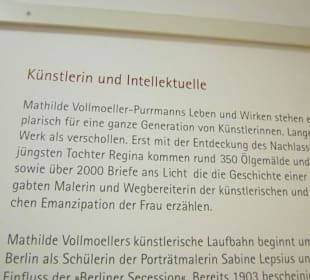 Künstlerin und Intellektuelle
Mathilde Vollmoeller-Purrmanns Leben und Wirken stehen e
plarisch für eine ganze Generation von Künstlerinnen. Lange
Werk als verschollen. Erst mit der Entdeckung des Nachlass
jüngsten Tochter Regina kommen rund 350 Ölgemälde und
sowie über 2000 Briefe ans Licht die die Geschichte einer
gabten Malerin und Wegbereiterin der künstlerischen und
chen Emanzipation der Frau erzählen.
Mathilde Vollmoellers künstlerische Laufbahn beginnt um
Berlin als Schülerin der Porträtmalerin Sabine Lepsius un
Einfluss der »Berliner Secession«. Bereits 1903 bescheini